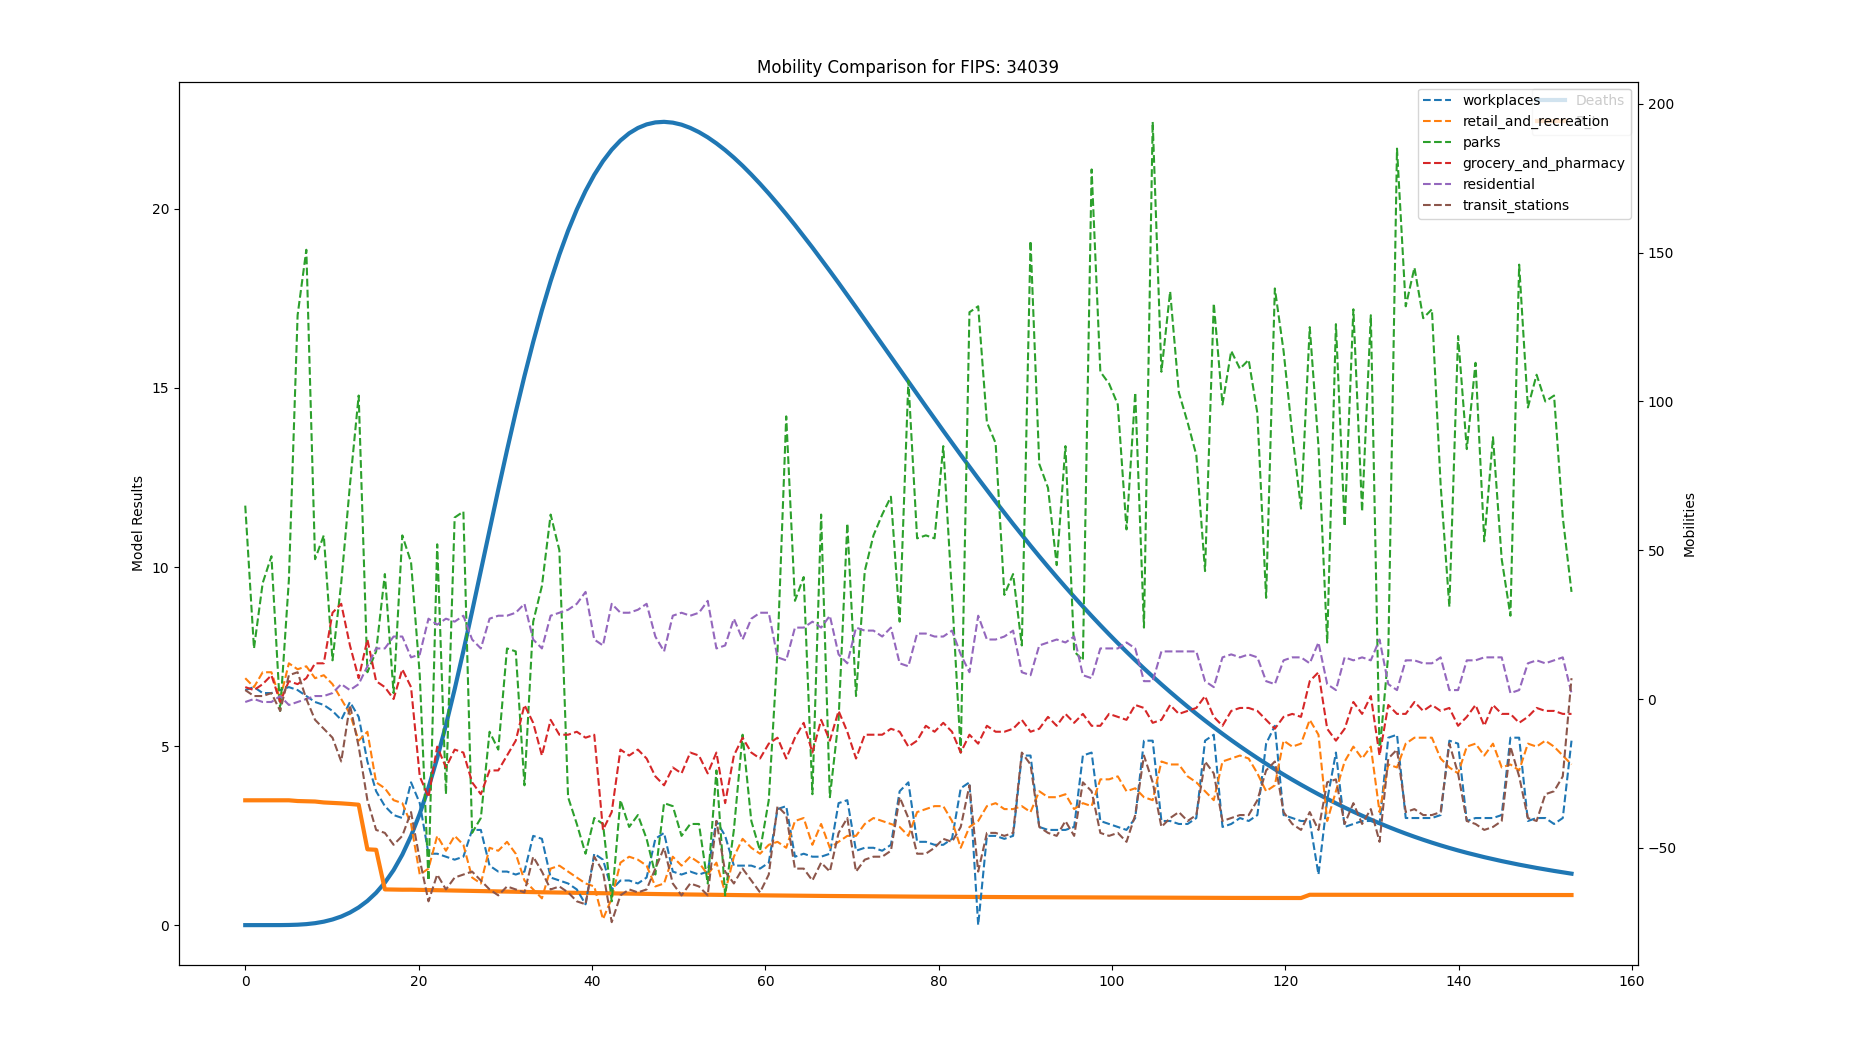 Mobility Comparison for FIPS: 34039
workplaces
Deaths
retail_and_recreation
parks
grocery_and_pharmacy
residential
transit_stations
20
15
10
5
0
Model Results
200
150
100
50
0
−50
Mobilities
0 20 40 60 80 100 120 140 160